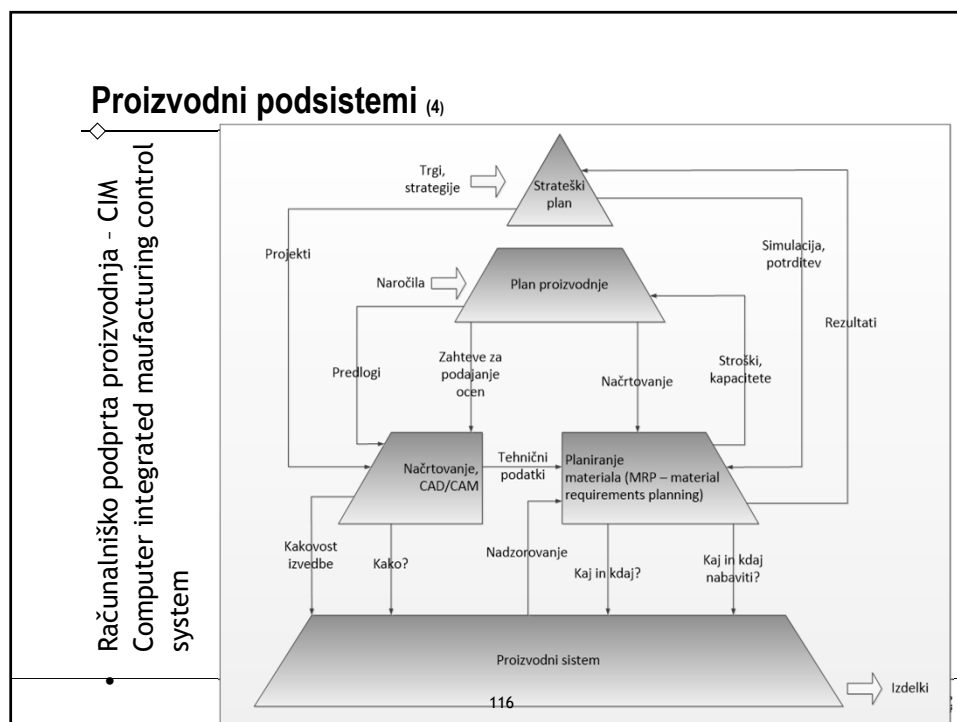 Proizvodni podsistemi (4)
Računalniško podprta proizvodnja - CIM
Computer integrated maufacturing control
system
Trgi,
strategije
Strateški
plan
Projekti
Simulacija,
potrditev
Naročila
Plan proizvodnje
Rezultati
Predlogi
Zahteve za
podajanje
ocen
Načrtovanje
Stroški,
kapacitete
Načrtovanje,
CAD/CAM
Tehnični
podatki
Planiranje
materiala (MRP – material
requirements planning)
Kakovost
izvedbe
Kako?
Nadzorovanje
Kaj in kdaj?
Kaj in kdaj
nabaviti?
Proizvodni sistem
Izdelki
116